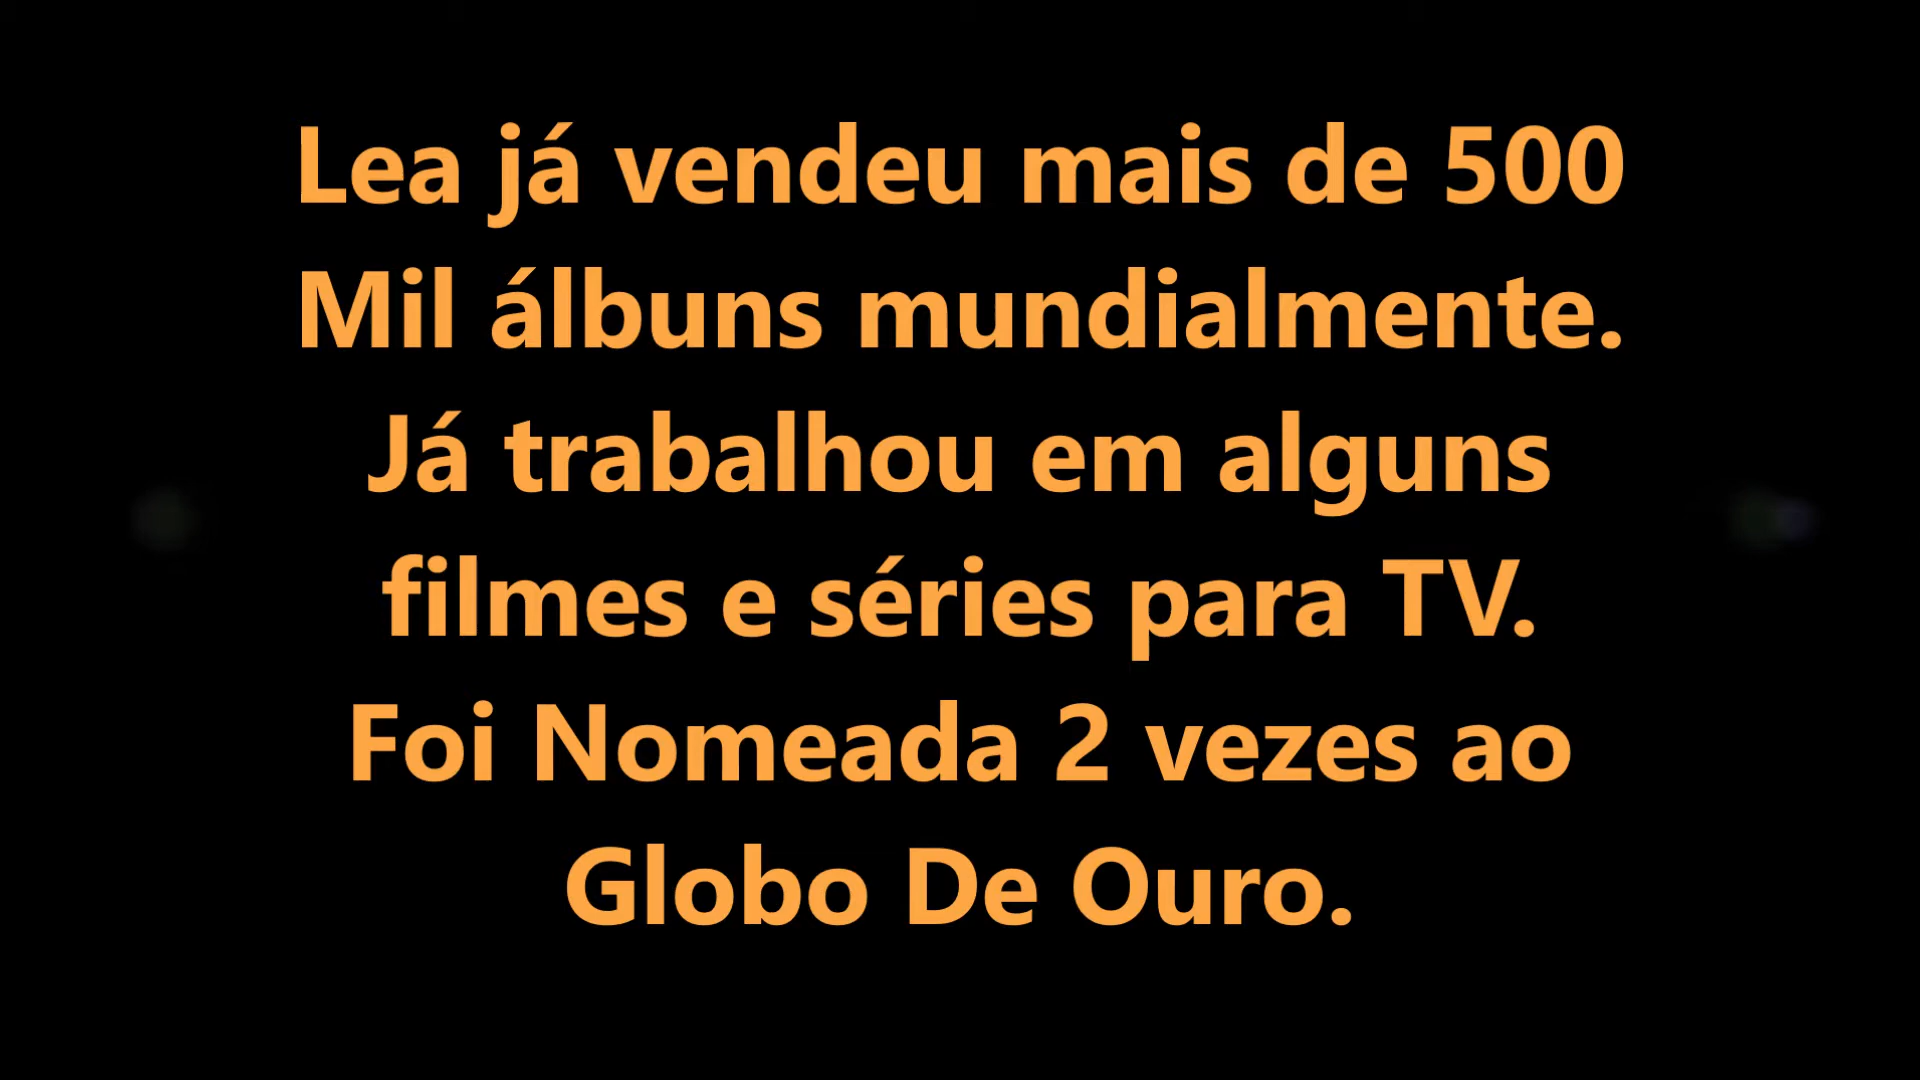 Lea já vendeu mais de 500
Mil álbuns mundialmente.
Já trabalhou em alguns
filmes e séries para TV.
Foi Nomeada 2 vezes ao
Globo De Ouro.